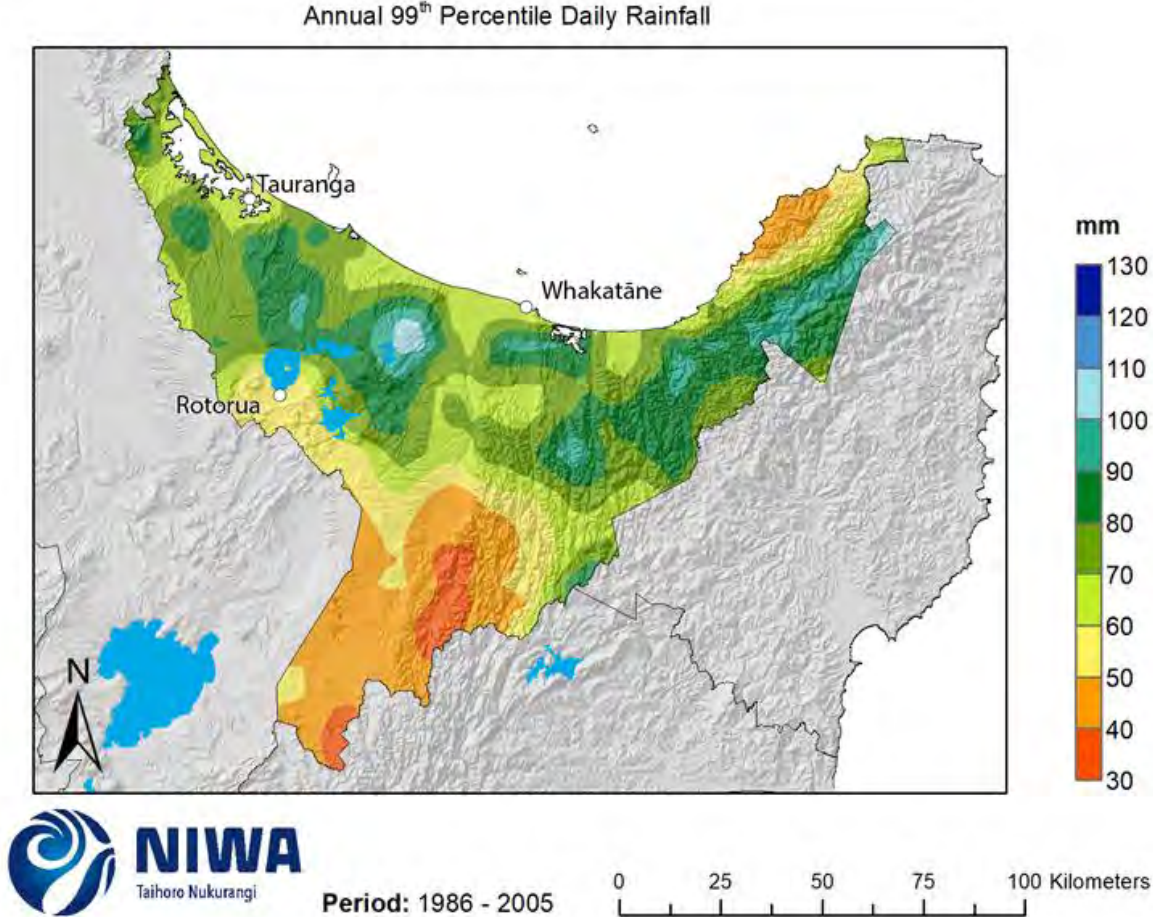 Annual 99th Percentile Daily Rainfall
Tauranga
Whakatāne
Rotorua
N
mm
130
120
110
100
90
80
70
60
50
40
30
NIWA
Taihoro Nukurangi
Period: 1986 - 2005
0 25 50 75 100 Kilometers